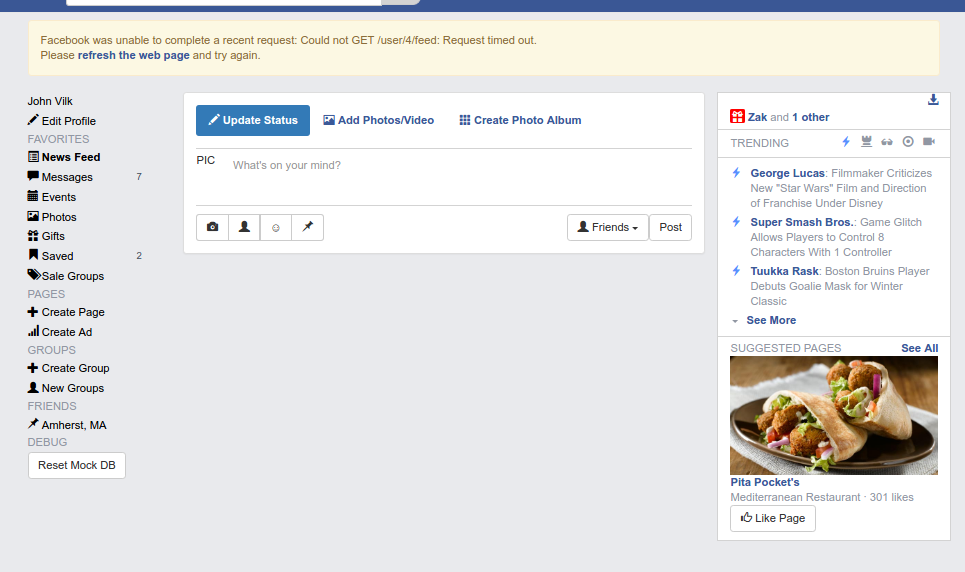 Facebook was unable to complete a recent request: Could not GET /user/4/feed: Request timed out.
Please refresh the web page and try again.
John Vilk
Edit Profile
FAVORITES
News Feed
Messages 7
Events
Photos
Gifts
Saved 2
Sale Groups
PAGES
Create Page
Create Ad
GROUPS
Create Group
New Groups
FRIENDS
Amherst, MA
DEBUG
Reset Mock DB
Update Status Add Photos/Video Create Photo Album
PIC What's on your mind?
Friends Post
Zak and 1 other
TRENDING
George Lucas: Filmmaker Criticizes
New "Star Wars" Film and Direction
of Franchise Under Disney
Super Smash Bros.: Game Glitch
Allows Players to Control 8
Characters With 1 Controller
Tuukka Rask: Boston Bruins Player
Debuts Goalie Mask for Winter
Classic
See More
SUGGESTED PAGES See All
Pita Pocket's
Mediterranean Restaurant · 301 likes
Like Page